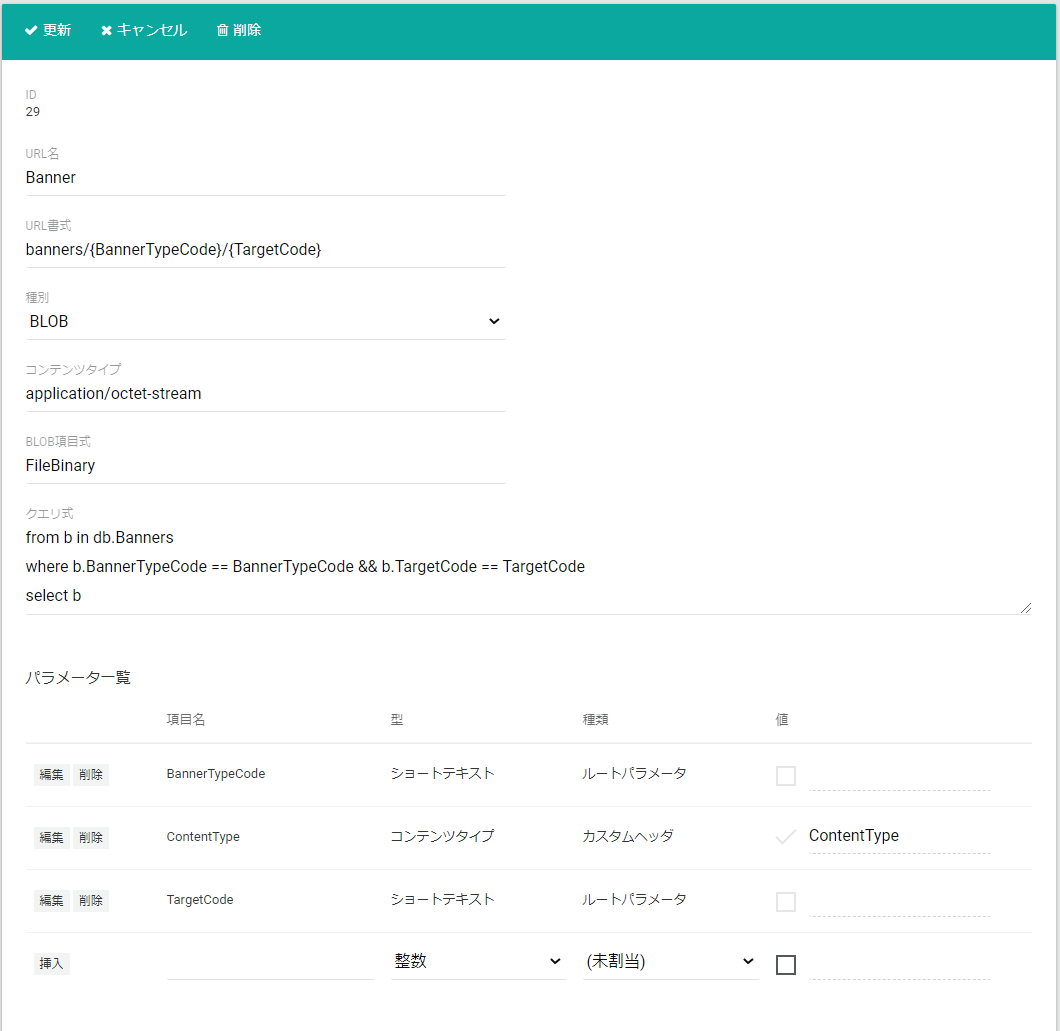 更新 キャンセル 削除
ID
29
URL名
Banner
URL書式
banners/{BannerTypeCode}/{TargetCode}
種別
BLOB
コンテンツタイプ
application/octet-stream
BLOB項目式
FileBinary
クエリ式
from b in db.Banners
where b.BannerTypeCode == BannerTypeCode && b.TargetCode == TargetCode
select b
パラメータ一覧
項目名 型 種類 値
編集 削除 BannerTypeCode ショートテキスト ルートパラメータ
編集 削除 ContentType コンテンツタイプ カスタムヘッダ ContentType
編集 削除 TargetCode ショートテキスト ルートパラメータ
挿入 整数 (未割当)